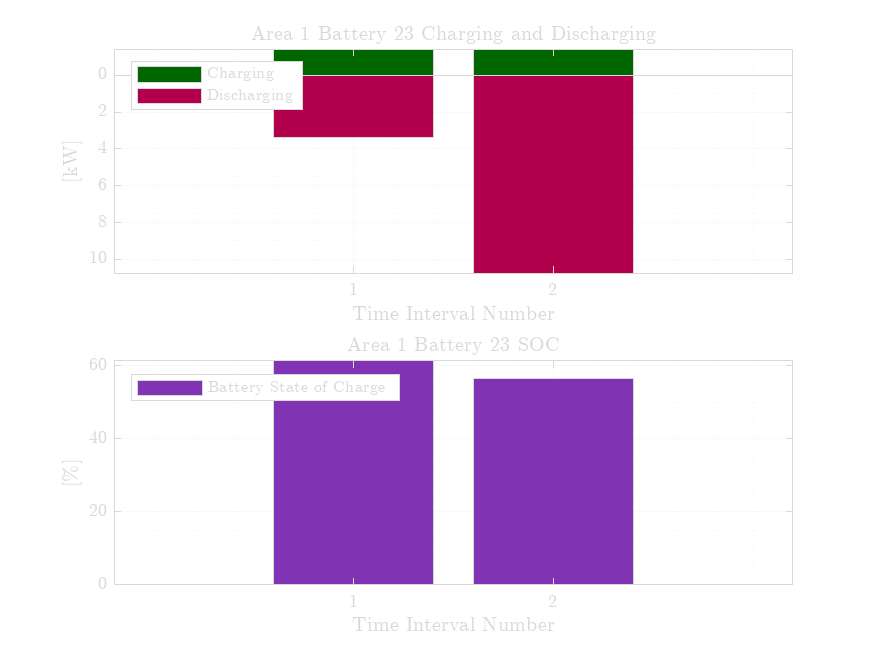 Area 1 Battery 23 Charging and Discharging
Charging
Discharging
0
2
4
6
8
10
[kW]
1
2
Time Interval Number
Area 1 Battery 23 SOC
Battery State of Charge
60
40
20
0
[%]
1
2
Time Interval Number